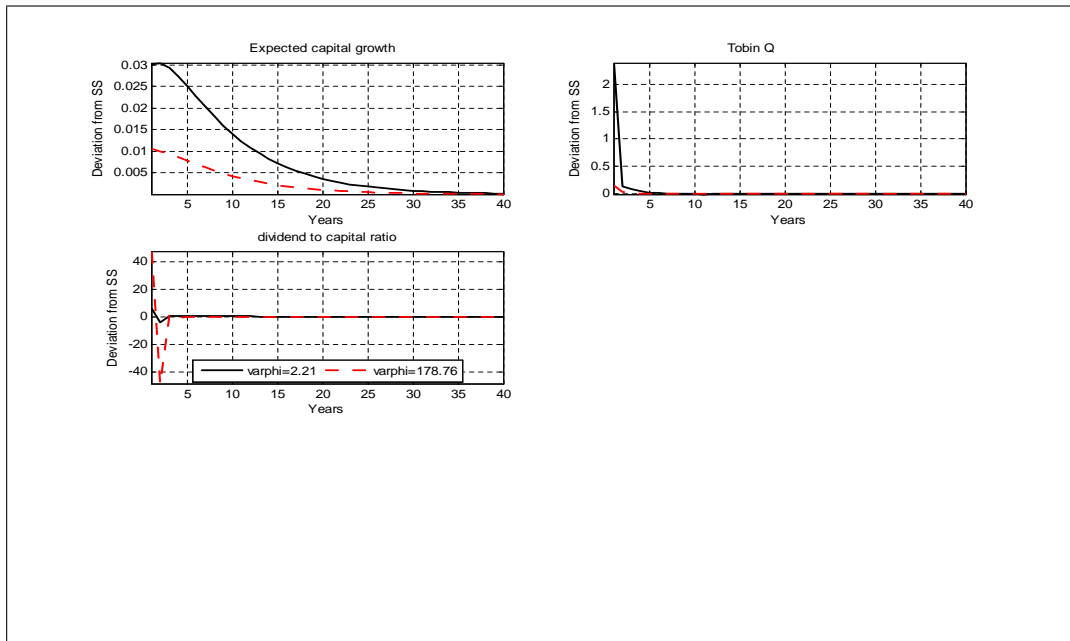 Expected capital growth
Deviation from SS
0.03
0.025
0.02
0.015
0.01
0.005
5 10 15 20 25 30 35 40
Years
Tobin Q
Deviation from SS
2
1.5
1
0.5
0
5 10 15 20 25 30 35 40
Years
dividend to capital ratio
Deviation from SS
40
20
0
-20
-40
varphi=2.21 varphi=178.76
5 10 15 20 25 30 35 40
Years